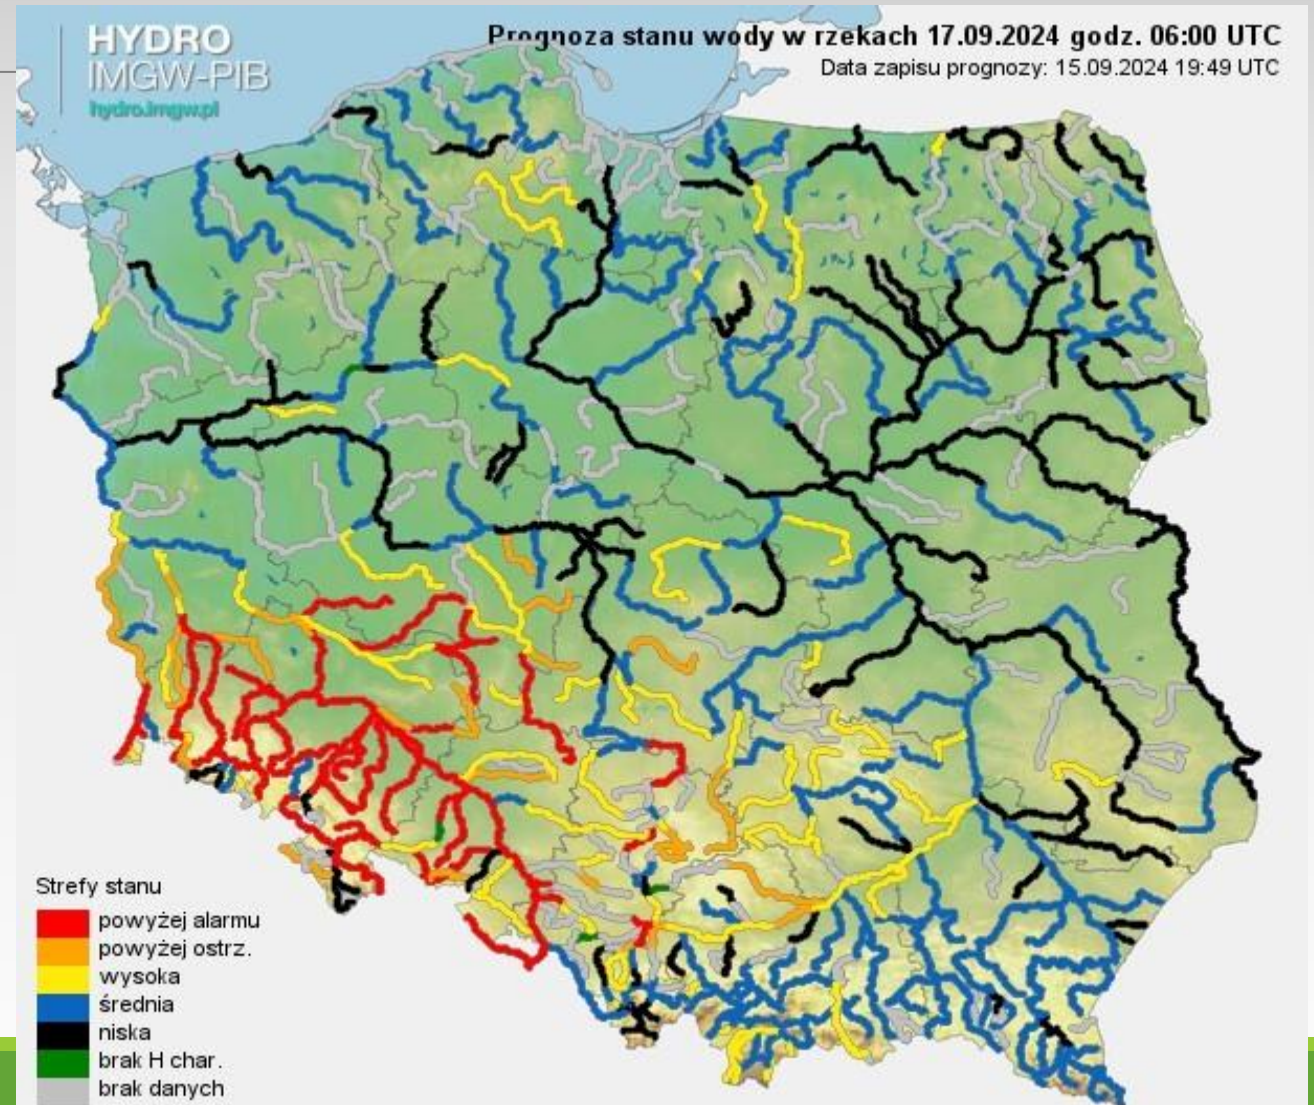 HYDRO
IMGW-PIB
hydro.imgw.pl
Prognoza stanu wody w rzekach 17.09.2024 godz. 06:00 UTC
Data zapisu prognozy: 15.09.2024 19:49 UTC
Strefy stanu
powyżej alarmu
powyżej ostrz.
wysoka
średnia
niska
brak H char.
brak danych